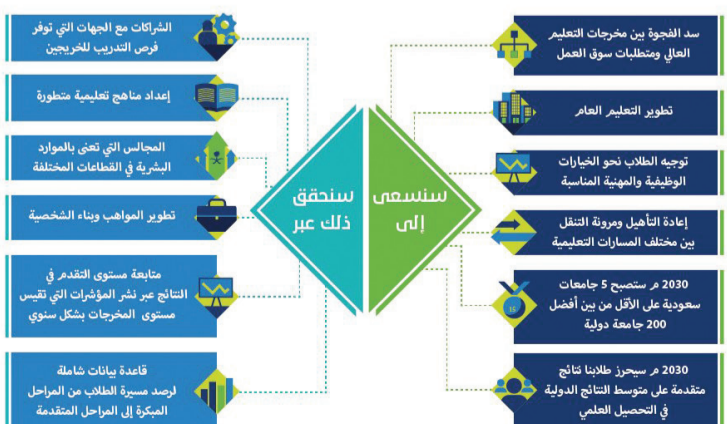 سنسعى
إلى
سد الفجوة بين مخرجات التعليم
العالي ومتطلبات سوق العمل
تطوير التعليم العام
توجيه الطلاب نحو الخيارات
الوظيفية والمهنية المناسبة
إعادة التأهيل ومرونة التنقل
بين مختلف المسارات التعليمية
2030 م ستصبح 5 جامعات
سعودية على الأقل من بين أفضل
200 جامعة دولية
2030 م سيحرز طلابنا نتائج
متقدمة على متوسط النتائج الدولية
في التحصيل العلمي
سنحقق
ذلك عبر
الشراكات مع الجهات التي توفر
فرص التدريب للخريجين
إعداد مناهج تعليمية متطورة
المجالس التي تعنى بالموارد
البشرية في القطاعات المختلفة
تطوير المواهب وبناء الشخصية
متابعة مستوى التقدم في
النتائج عبر نشر المؤشرات التي تقيس
مستوى المخرجات بشكل سنوي
قاعدة بيانات شاملة
لرصد مسيرة الطلاب من المراحل
المبكرة إلى المراحل المتقدمة